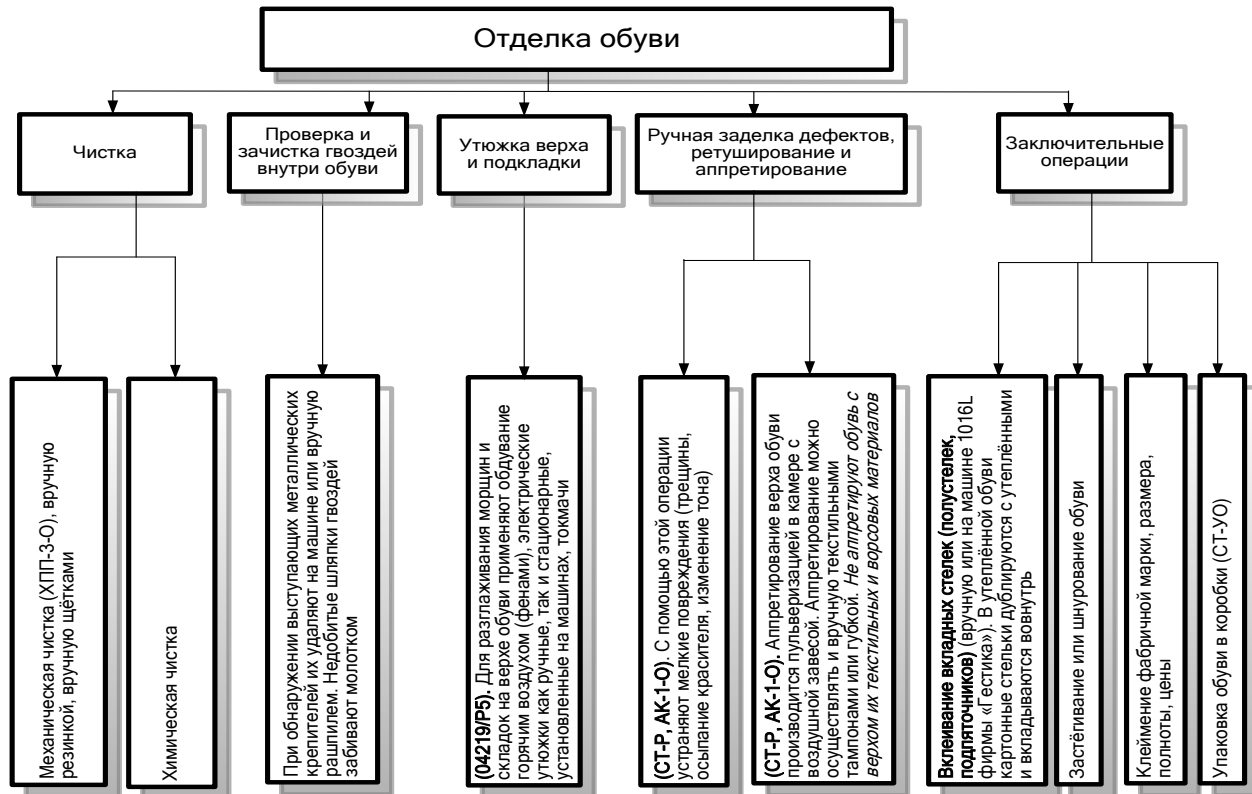 Отделка обуви
Чистка
Проверка и
зачистка гвоздей
внутри обуви
Утюжка верха
и подкладки
Ручная заделка дефектов,
ретуширование и
аппретирование
Заключительные
операции
Механическая чистка (ХПП-3-О), вручную
резинкой, вручную щётками
Химическая чистка
При обнаружении выступающих металлических
крепителей их удаляют на машине или вручную
рашпилем. Недобитые шляпки гвоздей
забивают молотком
(04219/Р5). Для разглаживания морщин и
складок на верхе обуви применяют обдувание
горячим воздухом (фенами), электрические
утюжки как ручные, так и стационарные,
установленные на машинах, токмачи
(СТ-Р, АК-1-О). С помощью этой операции
устраняют мелкие повреждения (трещины,
осыпание красителя, изменение тона)
(СТ-Р, АК-1-О). Аппретирование верха обуви
производится пульверизацией в камере с
воздушной завесой. Аппретирование можно
осуществлять и вручную текстильными
тампонами или губкой. Не аппретируют обувь с
верхом их текстильных и ворсовых материалов
Вклеивание вкладных стелек (полустелек,
подпяточников) (вручную или на машине 1016L
фирмы «Гестика»). В утеплённой обуви
картонные стельки дублируются с утеплёнными
и вкладываются вовнутрь
Застёгивание или шнурование обуви
Клеймение фабричной марки, размера,
полноты, цены
Упаковка обуви в коробки (СТ-УО)